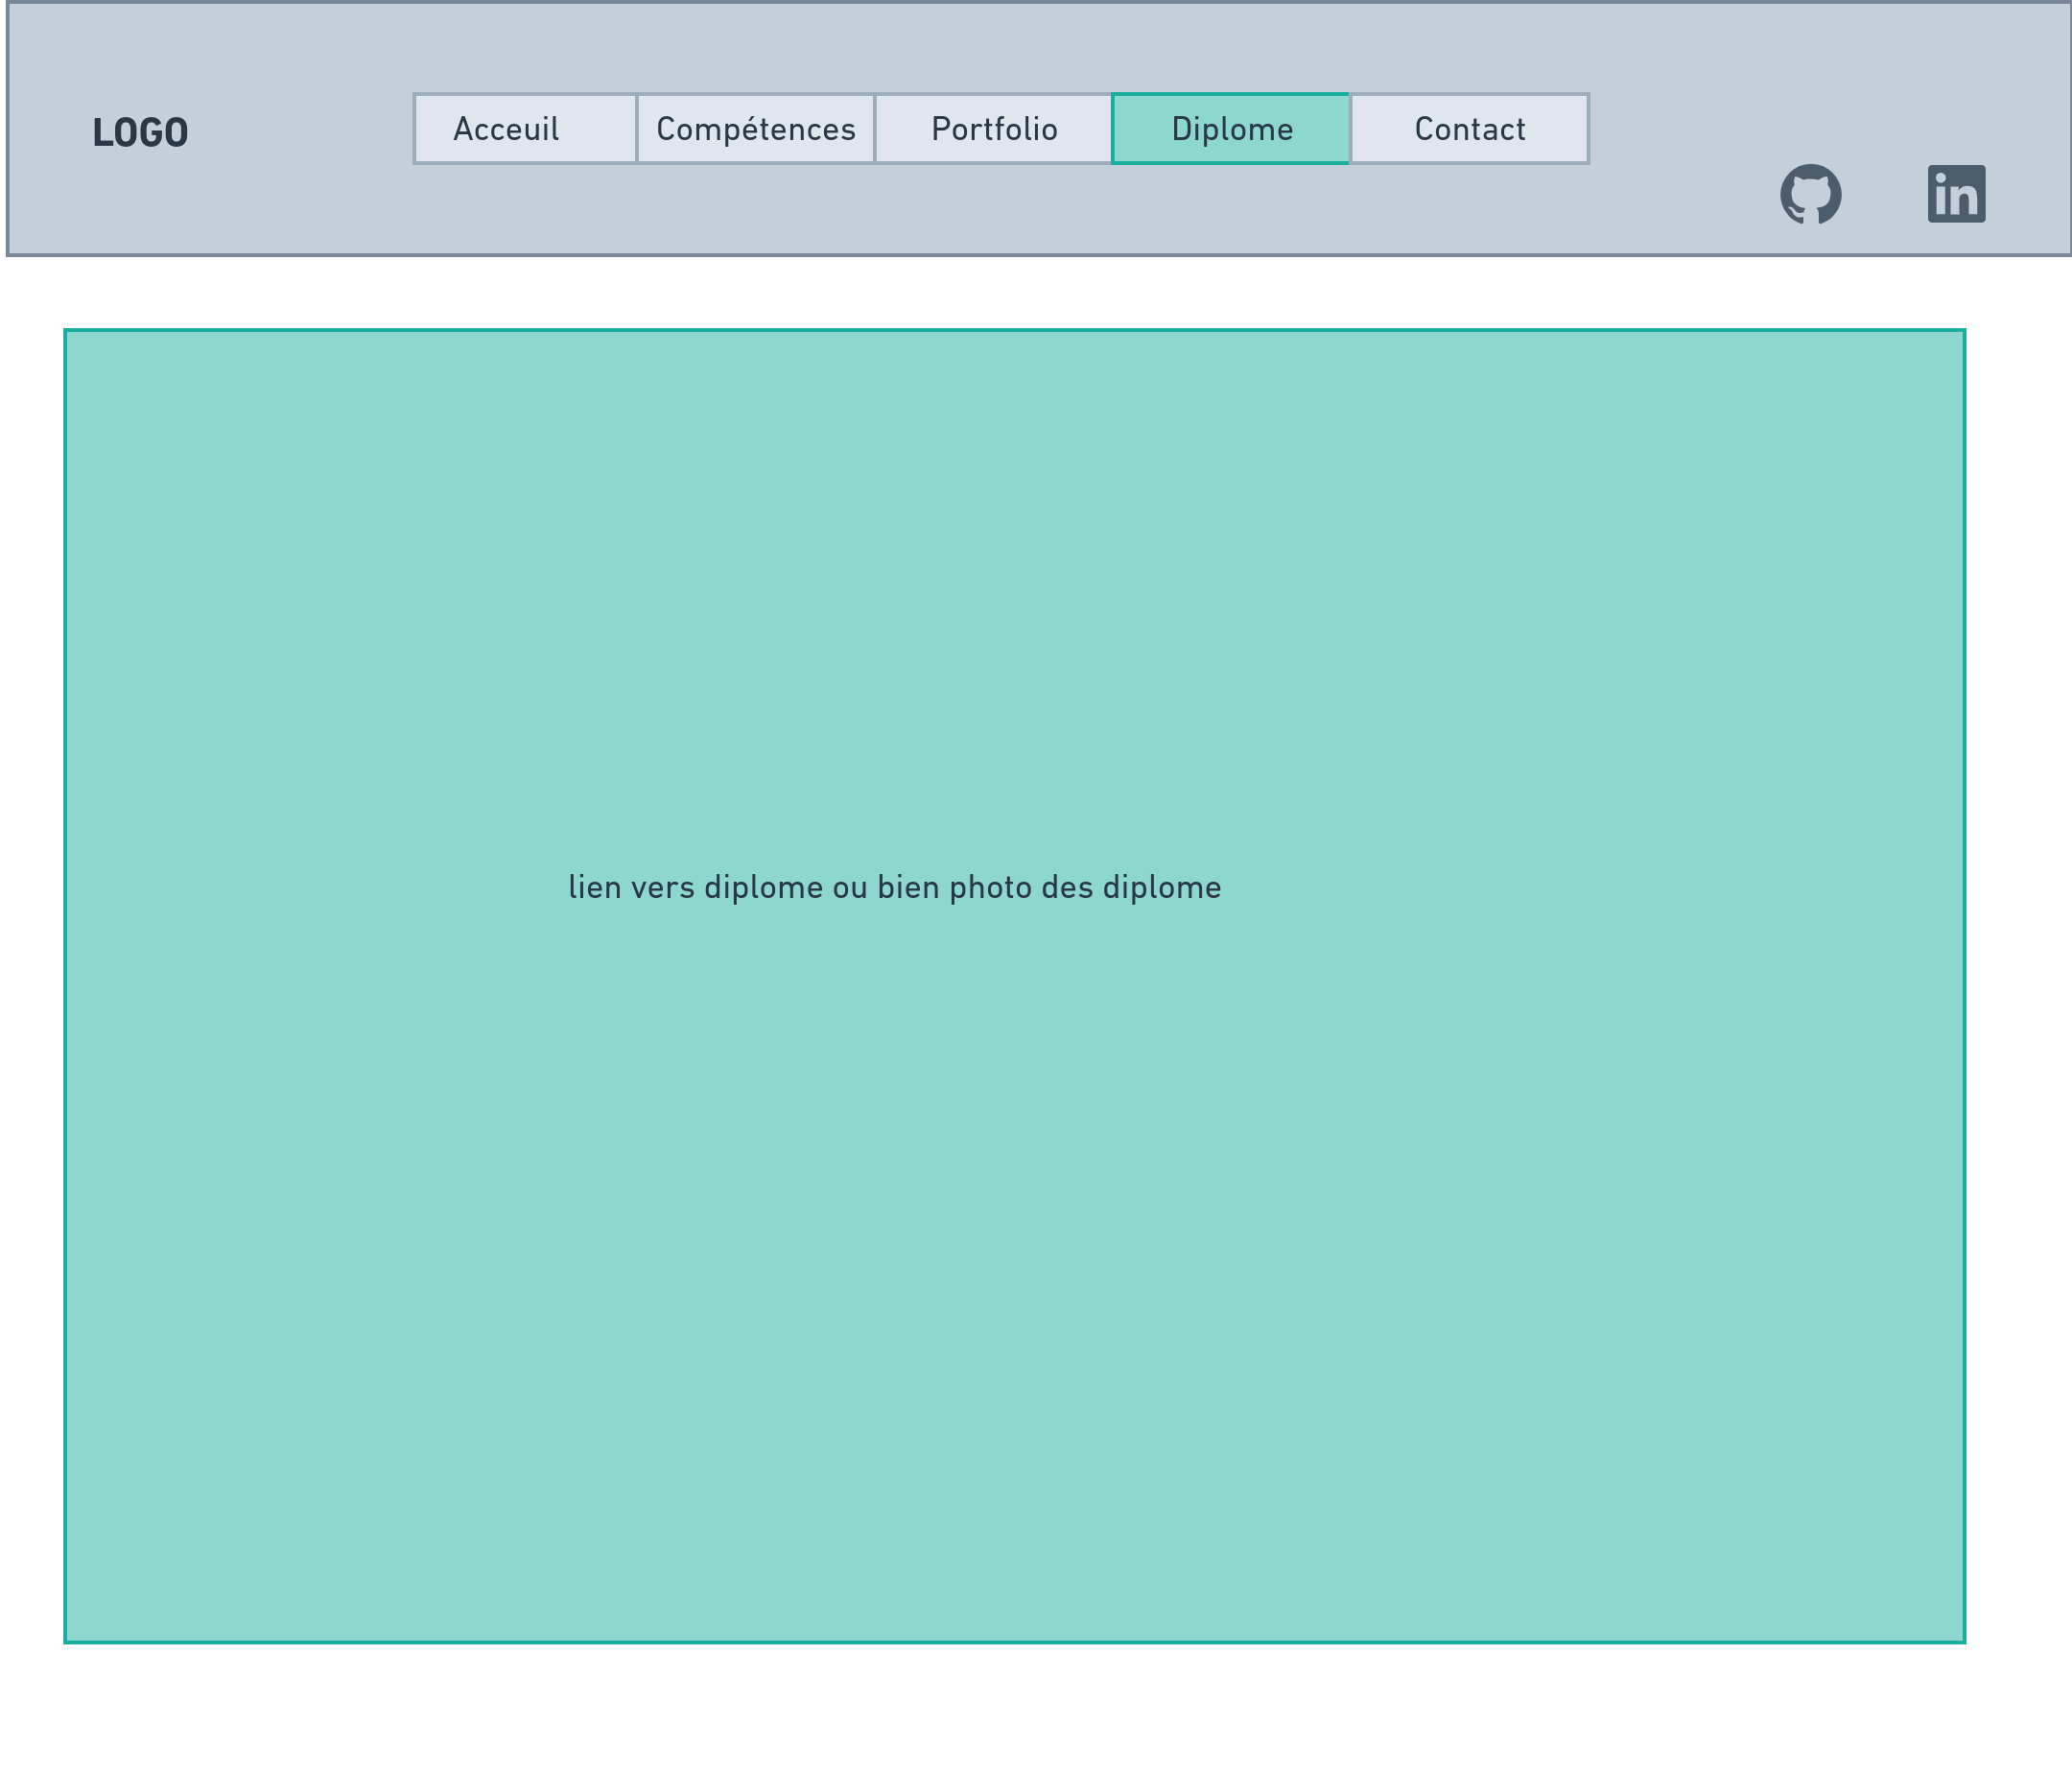 LOGO
Acceuil Compétences Portfolio Diplome Contact
in
lien vers diplome ou bien photo des diplome